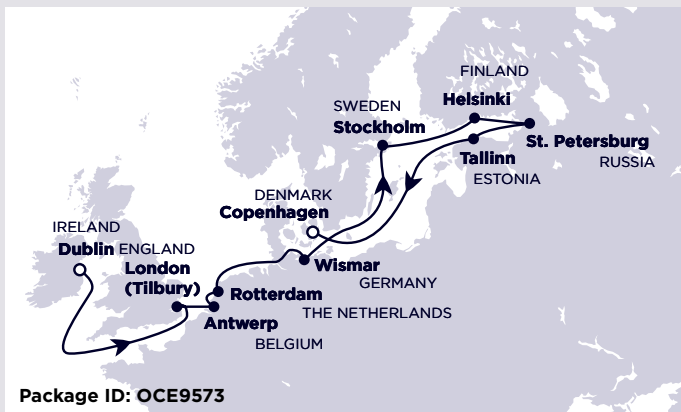 FINLAND
Helsinki
SWEDEN
Stockholm
St. Petersburg
RUSSIA
Tallinn
ESTONIA
DENMARK
Copenhagen
IRELAND
Dublin
ENGLAND
London
(Tilbury)
Wismar
GERMANY
Rotterdam
THE NETHERLANDS
Antwerp
BELGIUM
Package ID: OCE9573